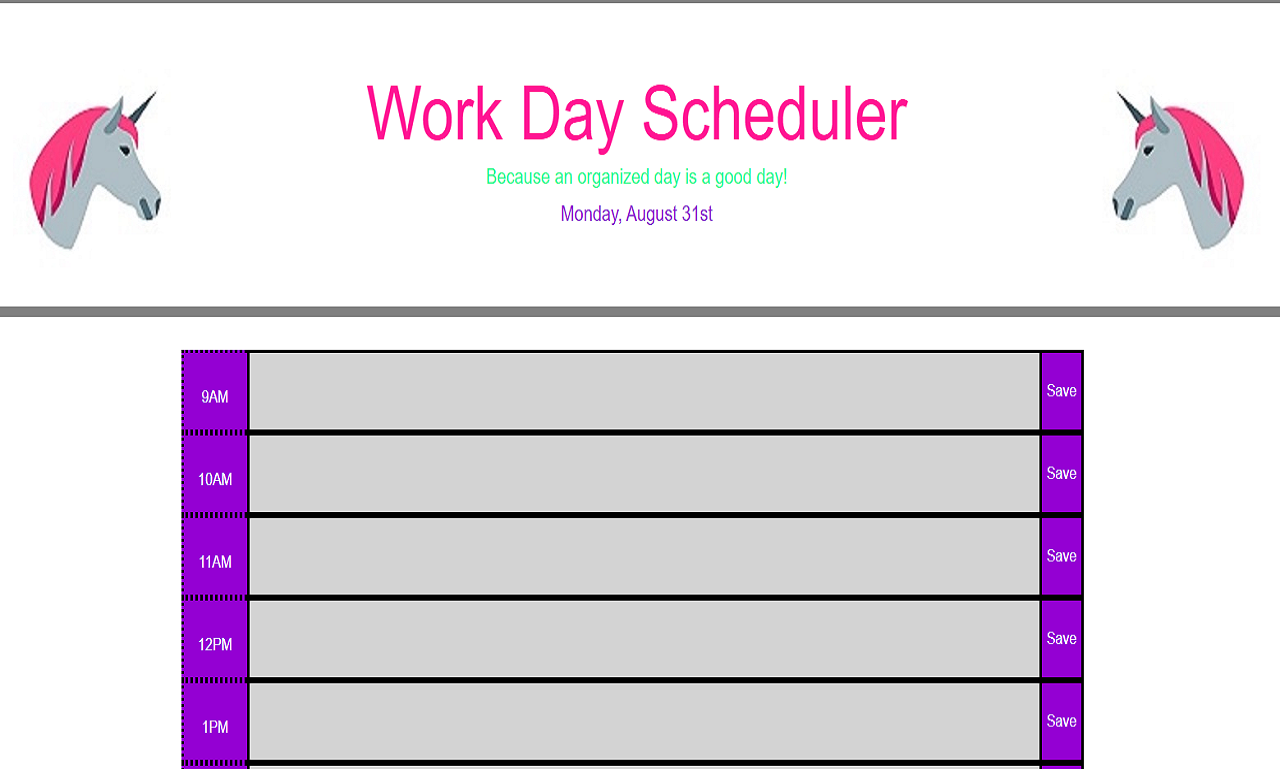 Work Day Scheduler
Because an organized day is a good day!
Monday, August 31st
9AM Save
10AM Save
11AM Save
12PM Save
1PM Save